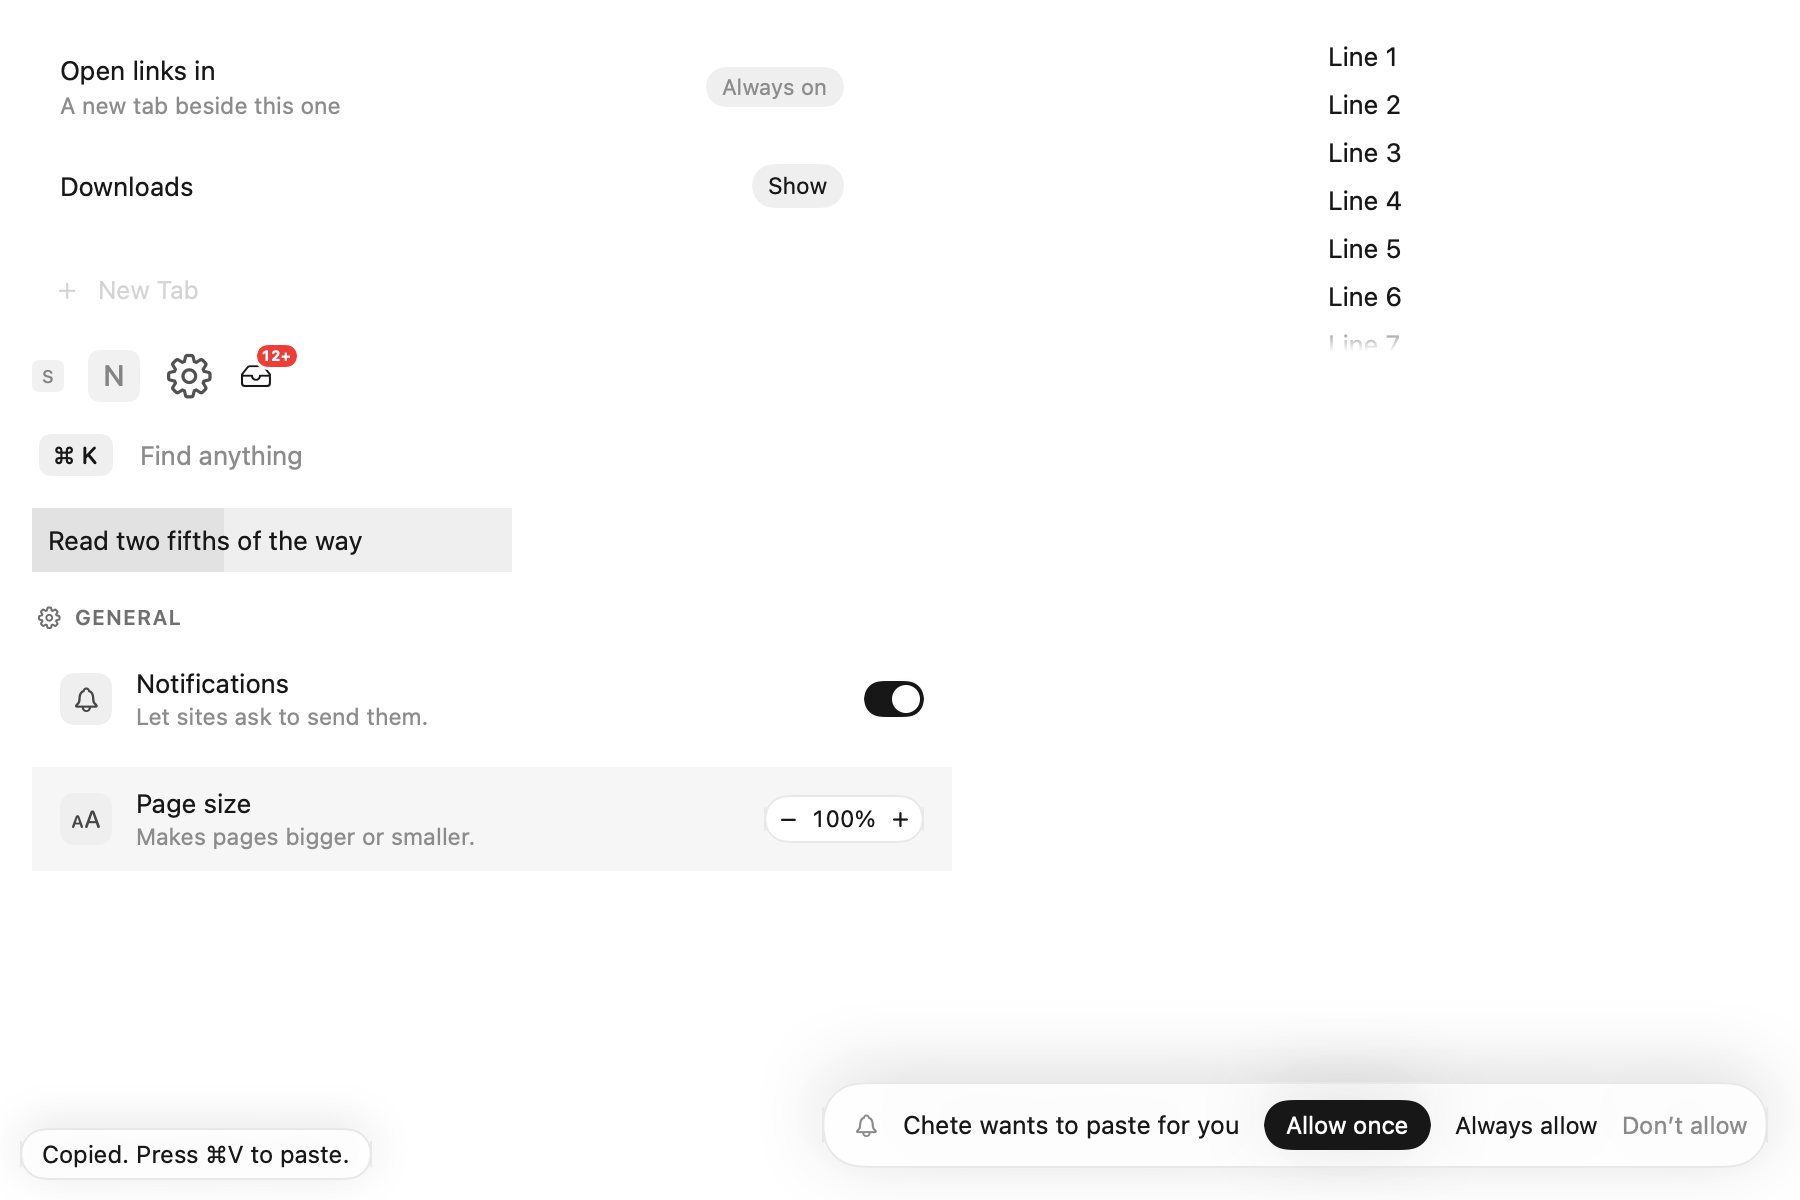 Open links in
A new tab beside this one
Always on
Downloads
Show
+ New Tab
S
N
12+
⌘ K
Find anything
Read two fifths of the way
GENERAL
Notifications
Let sites ask to send them.
AA
Page size
Makes pages bigger or smaller.
− 100% +
Line 1
Line 2
Line 3
Line 4
Line 5
Line 6
Line 7
Copied. Press ⌘V to paste.
Chete wants to paste for you
Allow once
Always allow
Don’t allow